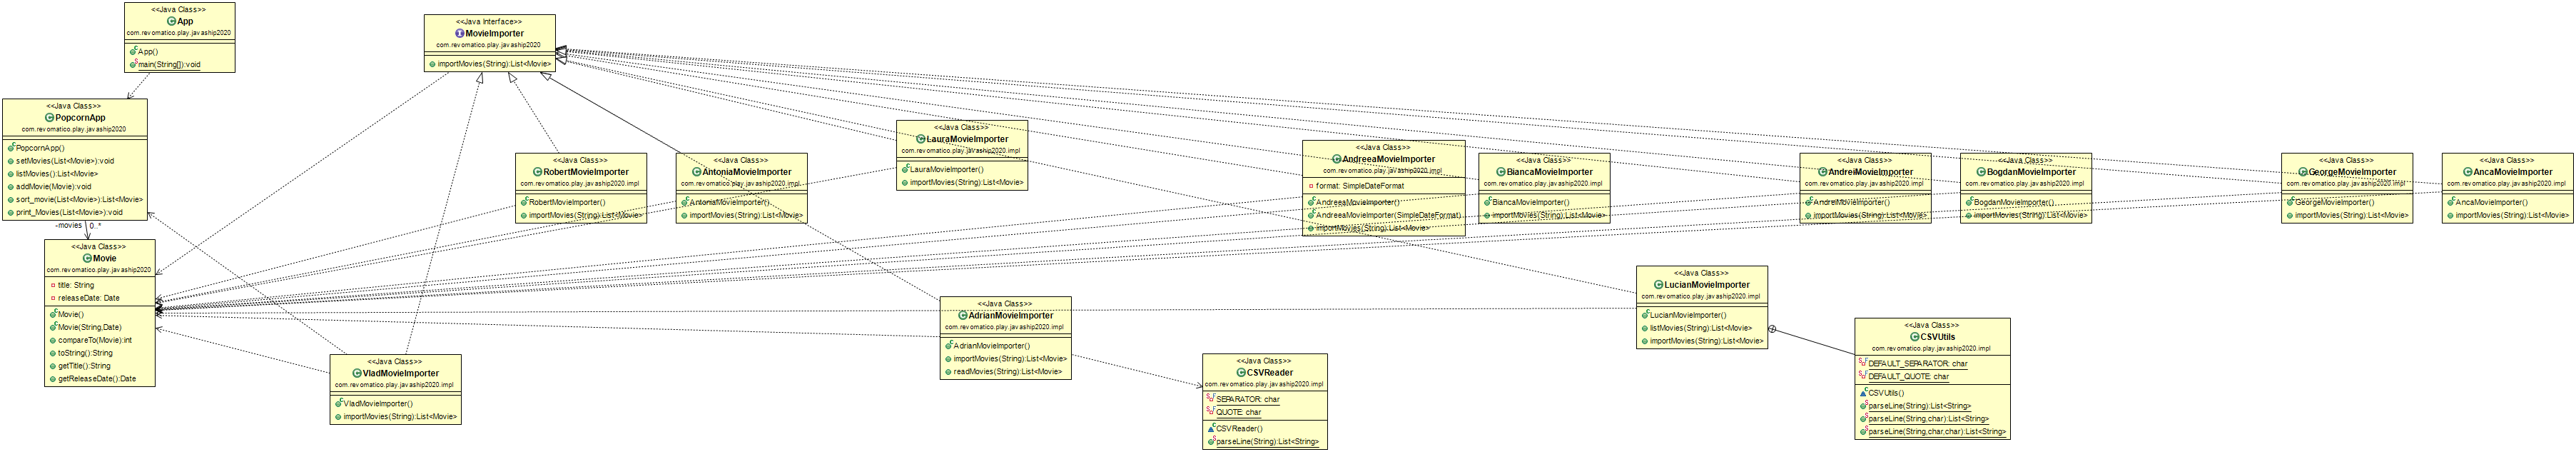 <<Java Class>>
App
com.revomatico.play.javaship2020
App()
main(String[]):void
<<Java Interface>>
MovieImporter
com.revomatico.play.javaship2020
importMovies(String):List<Movie>
<<Java Class>>
PopcornApp
com.revomatico.play.javaship2020
PopcornApp()
setMovies(List<Movie>):void
listMovies():List<Movie>
addMovie(Movie):void
sort_movie(List<Movie>):List<Movie>
print_Movies(List<Movie>):void
-movies
0..*
<<Java Class>>
Movie
com.revomatico.play.javaship2020
title: String
releaseDate: Date
Movie()
Movie(String,Date)
compareTo(Movie):int
toString():String
getTitle():String
getReleaseDate():Date
<<Java Class>>
RobertMovieImporter
com.revomatico.play.javaship2020.impl
RobertMovieImporter()
importMovies(String):List<Movie>
<<Java Class>>
AntoniaMovieImporter
com.revomatico.play.javaship2020.impl
AntoniaMovieImporter()
importMovies(String):List<Movie>
<<Java Class>>
LauraMovieImporter
com.revomatico.play.javaship2020.impl
LauraMovieImporter()
importMovies(String):List<Movie>
<<Java Class>>
AndreeaMovieImporter
com.revomatico.play.javaship2020.impl
format: SimpleDateFormat
AndreeaMovieImporter()
AndreeaMovieImporter(SimpleDateFormat)
importMovies(String):List<Movie>
<<Java Class>>
BiancaMovieImporter
com.revomatico.play.javaship2020.impl
BiancaMovieImporter()
importMovies(String):List<Movie>
<<Java Class>>
AndreiMovieImporter
com.revomatico.play.javaship2020.impl
AndreiMovieImporter()
importMovies(String):List<Movie>
<<Java Class>>
BogdanMovieImporter
com.revomatico.play.javaship2020.impl
BogdanMovieImporter()
importMovies(String):List<Movie>
<<Java Class>>
GeorgeMovieImporter
com.revomatico.play.javaship2020.impl
GeorgeMovieImporter()
importMovies(String):List<Movie>
<<Java Class>>
AncaMovieImporter
com.revomatico.play.javaship2020.impl
AncaMovieImporter()
importMovies(String):List<Movie>
<<Java Class>>
VladMovieImporter
com.revomatico.play.javaship2020.impl
VladMovieImporter()
importMovies(String):List<Movie>
<<Java Class>>
AdrianMovieImporter
com.revomatico.play.javaship2020.impl
AdrianMovieImporter()
importMovies(String):List<Movie>
readMovies(String):List<Movie>
<<Java Class>>
CSVReader
com.revomatico.play.javaship2020.impl
SEPARATOR: char
QUOTE: char
CSVReader()
parseLine(String):List<String>
<<Java Class>>
LucianMovieImporter
com.revomatico.play.javaship2020.impl
LucianMovieImporter()
listMovies(String):List<Movie>
importMovies(String):List<Movie>
<<Java Class>>
CSVUtils
com.revomatico.play.javaship2020.impl
DEFAULT_SEPARATOR: char
DEFAULT_QUOTE: char
CSVUtils()
parseLine(String):List<String>
parseLine(String,char):List<String>
parseLine(String,char,char):List<String>